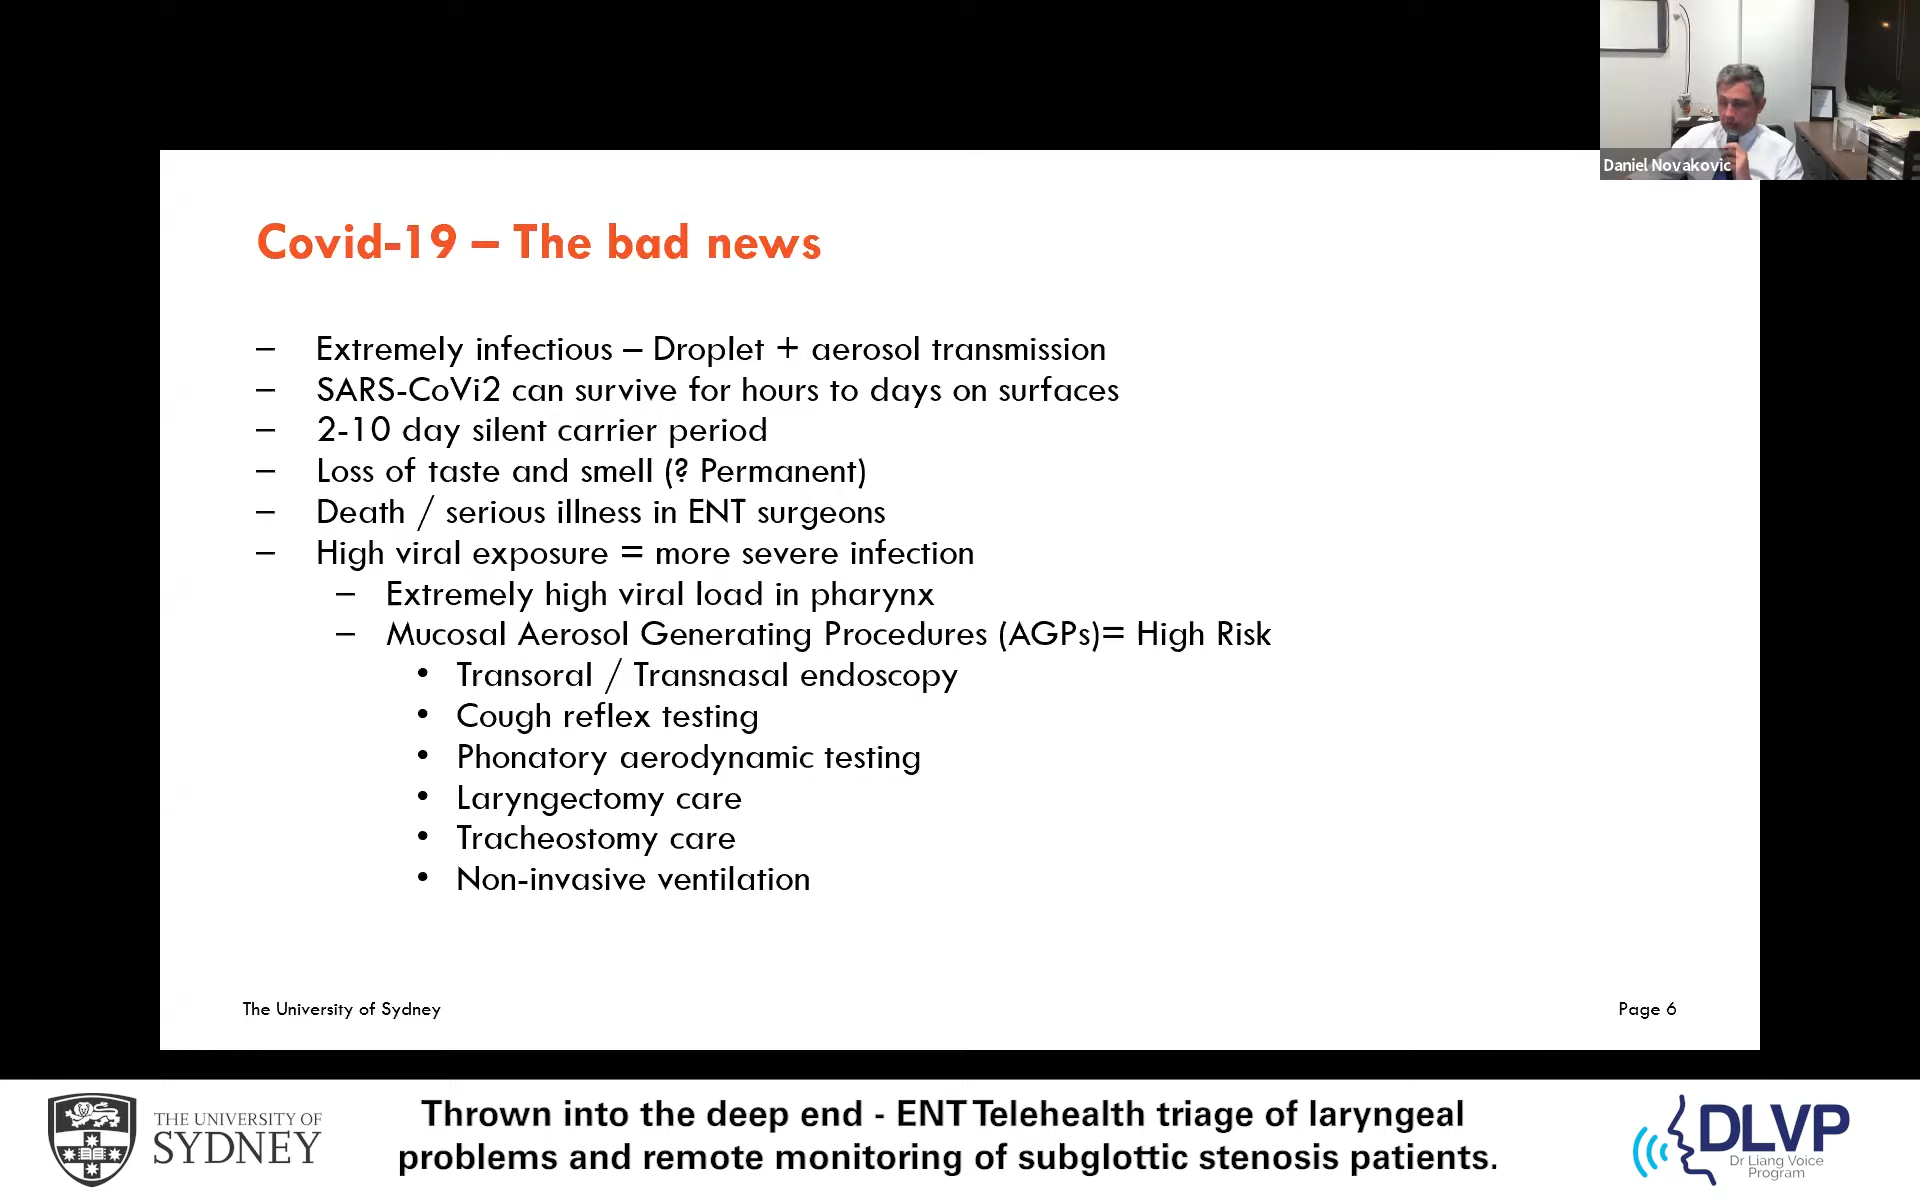 Daniel Novakovic
Covid-19 – The bad news
– Extremely infectious – Droplet + aerosol transmission
– SARS-CoVi2 can survive for hours to days on surfaces
– 2-10 day silent carrier period
– Loss of taste and smell (? Permanent)
– Death / serious illness in ENT surgeons
– High viral exposure = more severe infection
– Extremely high viral load in pharynx
– Mucosal Aerosol Generating Procedures (AGPs)= High Risk
• Transoral / Transnasal endoscopy
• Cough reflex testing
• Phonatory aerodynamic testing
• Laryngectomy care
• Tracheostomy care
• Non-invasive ventilation
The University of Sydney
Page 6
THE UNIVERSITY OF
SYDNEY
Thrown into the deep end - ENT Telehealth triage of laryngeal
problems and remote monitoring of subglottic stenosis patients.
DLVP
Dr Liang Voice
Program